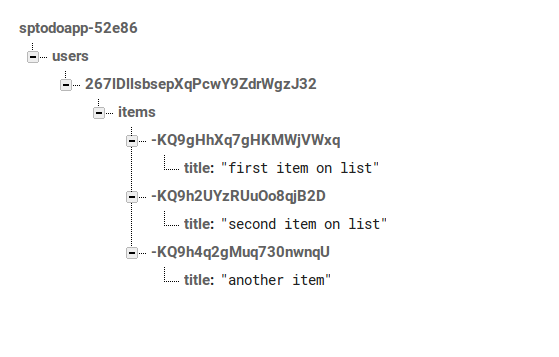 sptodoapp-52e86
users
267IDIlsbsepXqPcwY9ZdrWgzJ32
items
-KQ9gHhXq7gHKMWjVWxq
title: "first item on list"
-KQ9h2UYzRUuOo8qjB2D
title: "second item on list"
-KQ9h4q2gMuq730nwnqU
title: "another item"